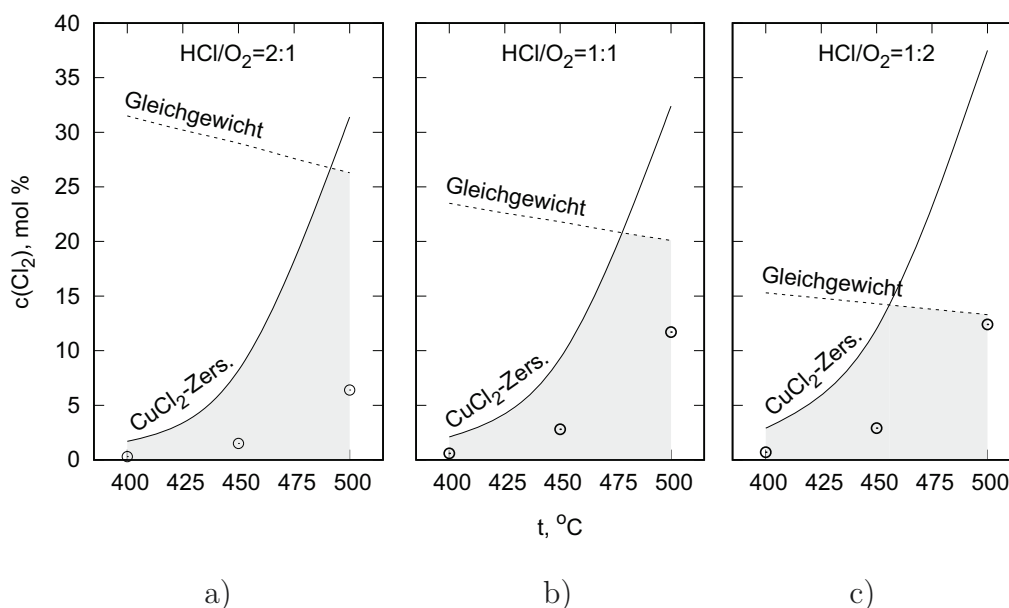 HCl/O₂=2:1
HCl/O₂=1:1
HCl/O₂=1:2
40
35
30
25
20
15
10
5
0
c(Cl₂), mol %
Gleichgewicht
CuCl₂-Zers.
Gleichgewicht
CuCl₂-Zers.
Gleichgewicht
CuCl₂-Zers.
400 425 450 475 500
400 425 450 475 500
400 425 450 475 500
t, °C
a) b) c)